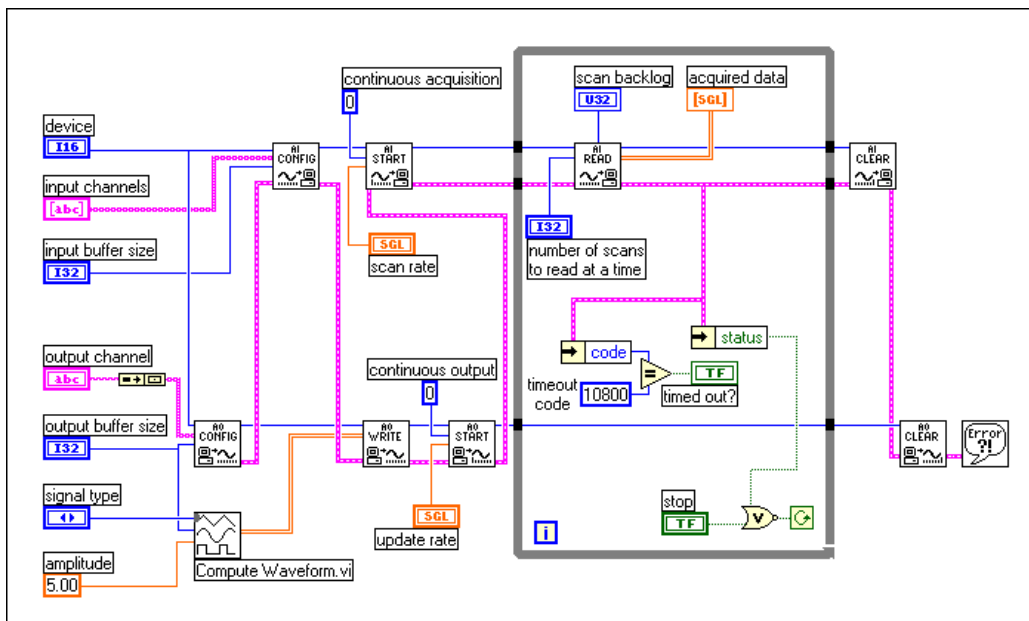 continuous acquisition
0
scan backlog
U32
acquired data
[SGL]
device
I16
AI
CONFIG
AI
START
AI
READ
AI
CLEAR
input channels
[abc]
input buffer size
I32
SGL
scan rate
I32
number of scans
to read at a time
status
code
output channel
abc
continuous output
0
timeout
code
10800
=
TF
timed out?
output buffer size
I32
AO
CONFIG
AO
WRITE
AO
START
AO
CLEAR
Error
?!
signal type
SGL
update rate
stop
TF
V
i
amplitude
5.00
Compute Waveform.vi